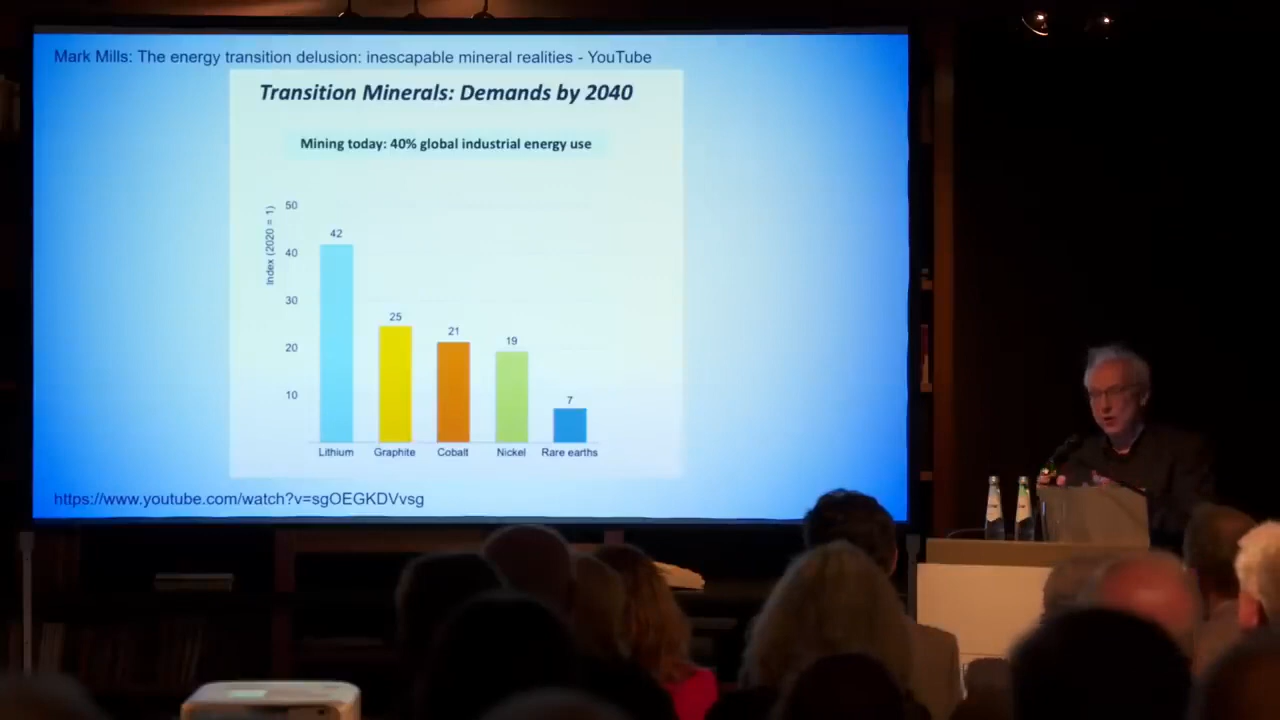 Mark Mills: The energy transition delusion: inescapable mineral realities - YouTube
Transition Minerals: Demands by 2040
Mining today: 40% global industrial energy use
Index (2020 = 1)
50
40
30
20
10
42
25
21
19
7
Lithium Graphite Cobalt Nickel Rare earths
https://www.youtube.com/watch?v=sgOEGKDVvsg